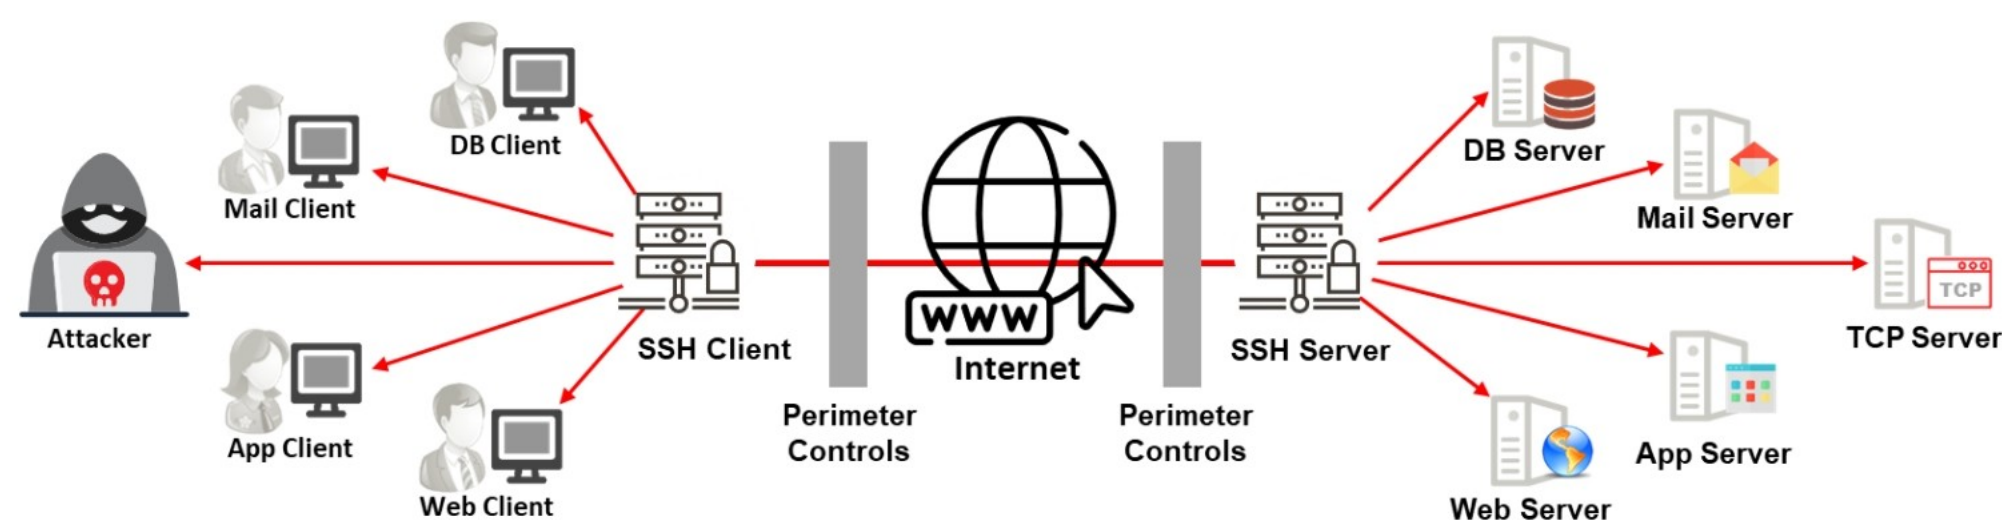 DB Client
Mail Client
Attacker
App Client
Web Client
SSH Client
Perimeter
Controls
WWW
Internet
Perimeter
Controls
SSH Server
DB Server
Mail Server
TCP
TCP Server
App Server
Web Server